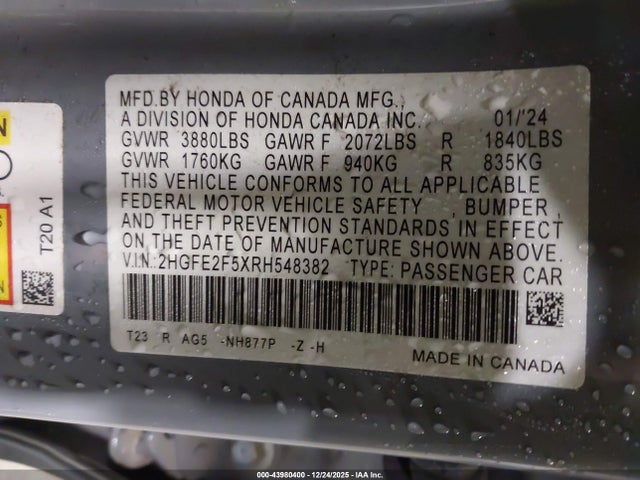 MFD.BY HONDA OF CANADA MFG.,
A DIVISION OF HONDA CANADA INC. 01/'24
GVWR 3880LBS GAWR F 2072LBS R 1840LBS
GVWR 1760KG GAWR F 940KG R 835KG
THIS VEHICLE CONFORMS TO ALL APPLICABLE
FEDERAL MOTOR VEHICLE SAFETY , BUMPER ,
AND THEFT PREVENTION STANDARDS IN EFFECT
ON THE DATE OF MANUFACTURE SHOWN ABOVE.
V.I.N.:2HGFE2F5XRH548382 TYPE: PASSENGER CAR
T23 R AG5 -NH877P -Z -H
MADE IN CANADA
T20 A1
000-43980400 - 12/24/2025 - IAA Inc.